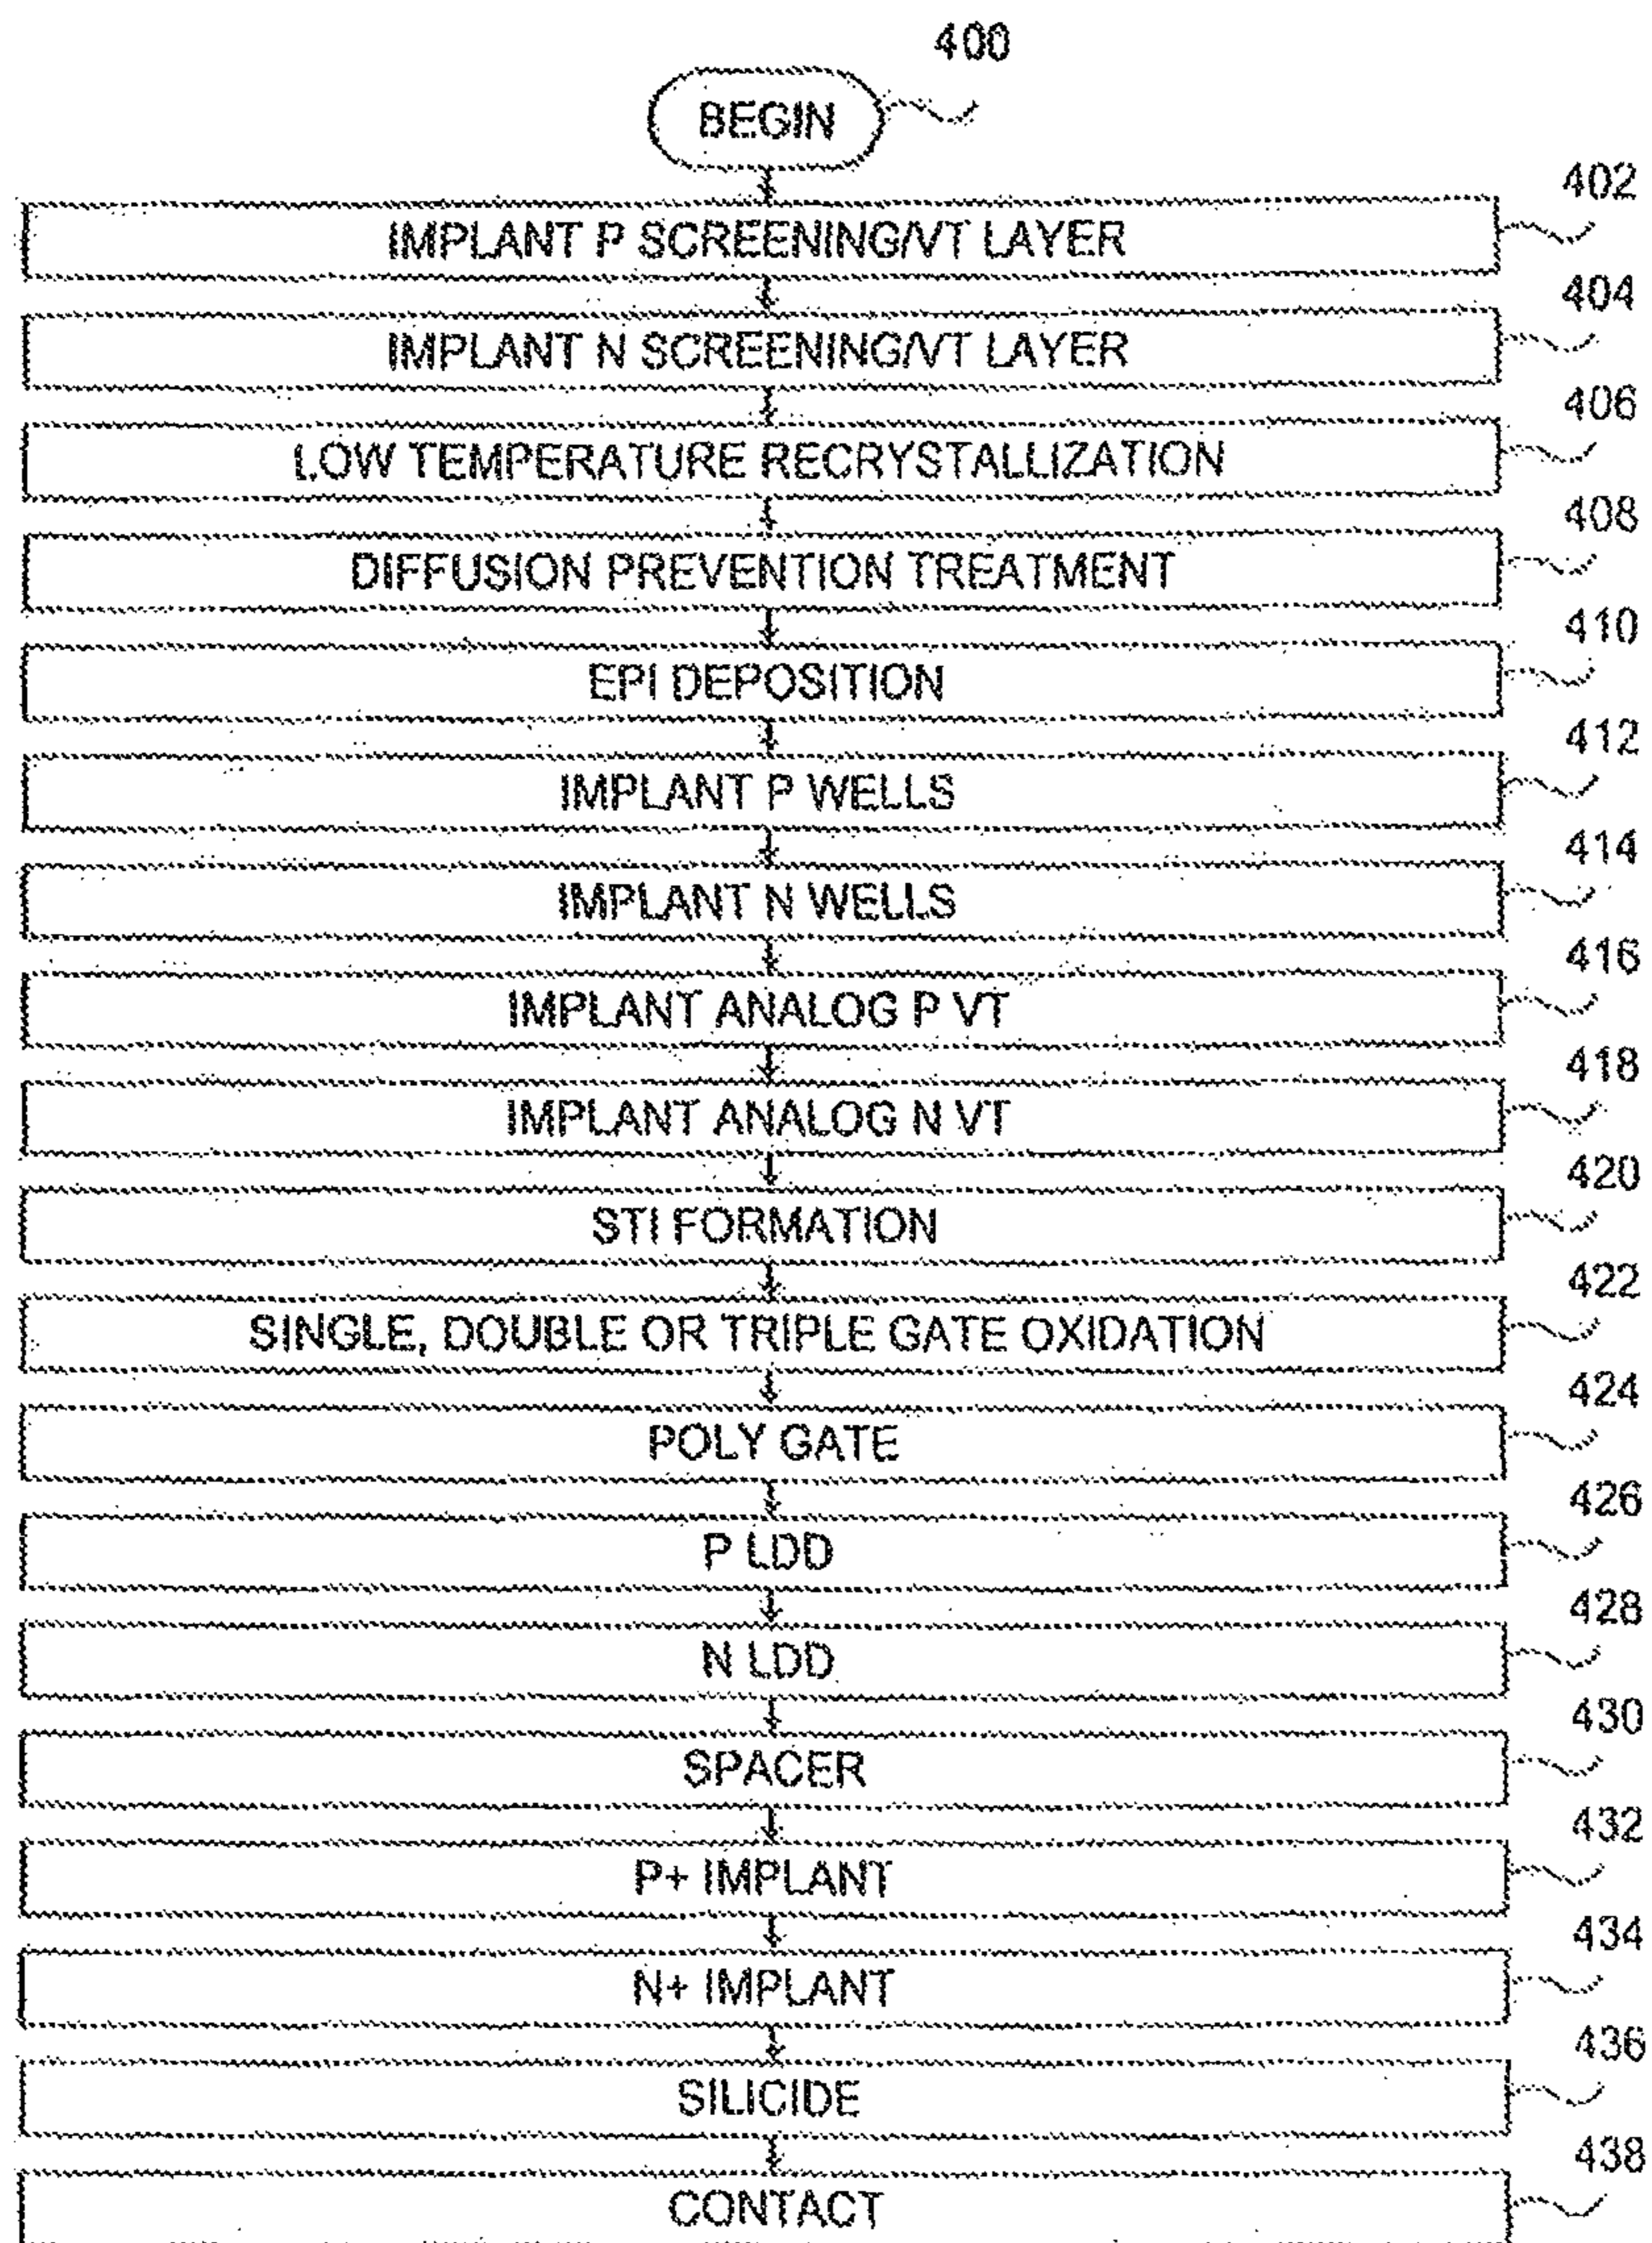 400
BEGIN
402
IMPLANT P SCREENING/VT LAYER
404
IMPLANT N SCREENING/VT LAYER
406
LOW TEMPERATURE RECRYSTALLIZATION
408
DIFFUSION PREVENTION TREATMENT
410
EPI DEPOSITION
412
IMPLANT P WELLS
414
IMPLANT N WELLS
416
IMPLANT ANALOG P VT
418
IMPLANT ANALOG N VT
420
STI FORMATION
422
SINGLE, DOUBLE OR TRIPLE GATE OXIDATION
424
POLY GATE
426
P LDD
428
N LDD
430
SPACER
432
P+ IMPLANT
434
N+ IMPLANT
436
SILICIDE
438
CONTACT